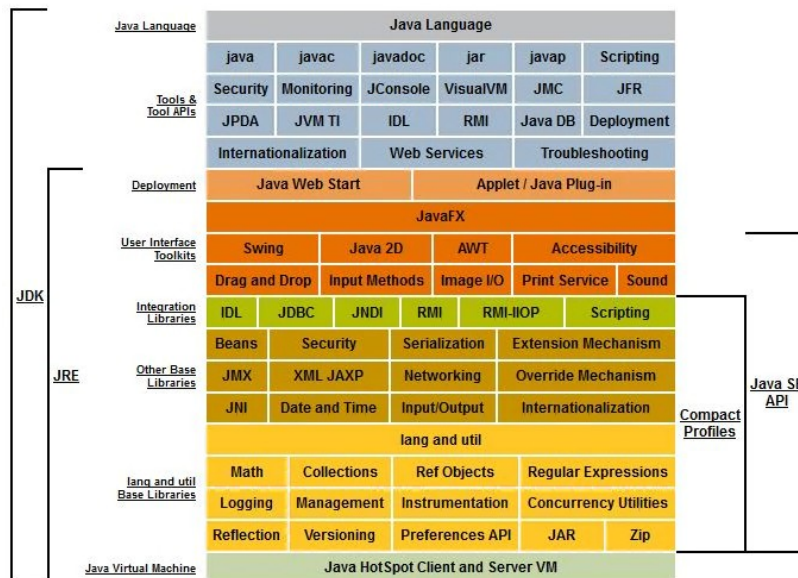 Java Language Java Language
java javac javadoc jar javap Scripting
Security Monitoring JConsole VisualVM JMC JFR
Tools &
Tool APIs
JPDA JVM TI IDL RMI Java DB Deployment
Internationalization Web Services Troubleshooting
Deployment Java Web Start Applet / Java Plug-in
JavaFX
User Interface
Toolkits
Swing Java 2D AWT Accessibility
Drag and Drop Input Methods Image I/O Print Service Sound
JDK
Integration
Libraries
IDL JDBC JNDI RMI RMI-IIOP Scripting
Beans Security Serialization Extension Mechanism
JRE
Other Base
Libraries
JMX XML JAXP Networking Override Mechanism
JNI Date and Time Input/Output Internationalization
Compact
Profiles
Java SE
API
lang and util
Math Collections Ref Objects Regular Expressions
lang and util
Base Libraries
Logging Management Instrumentation Concurrency Utilities
Reflection Versioning Preferences API JAR Zip
Java Virtual Machine Java HotSpot Client and Server VM